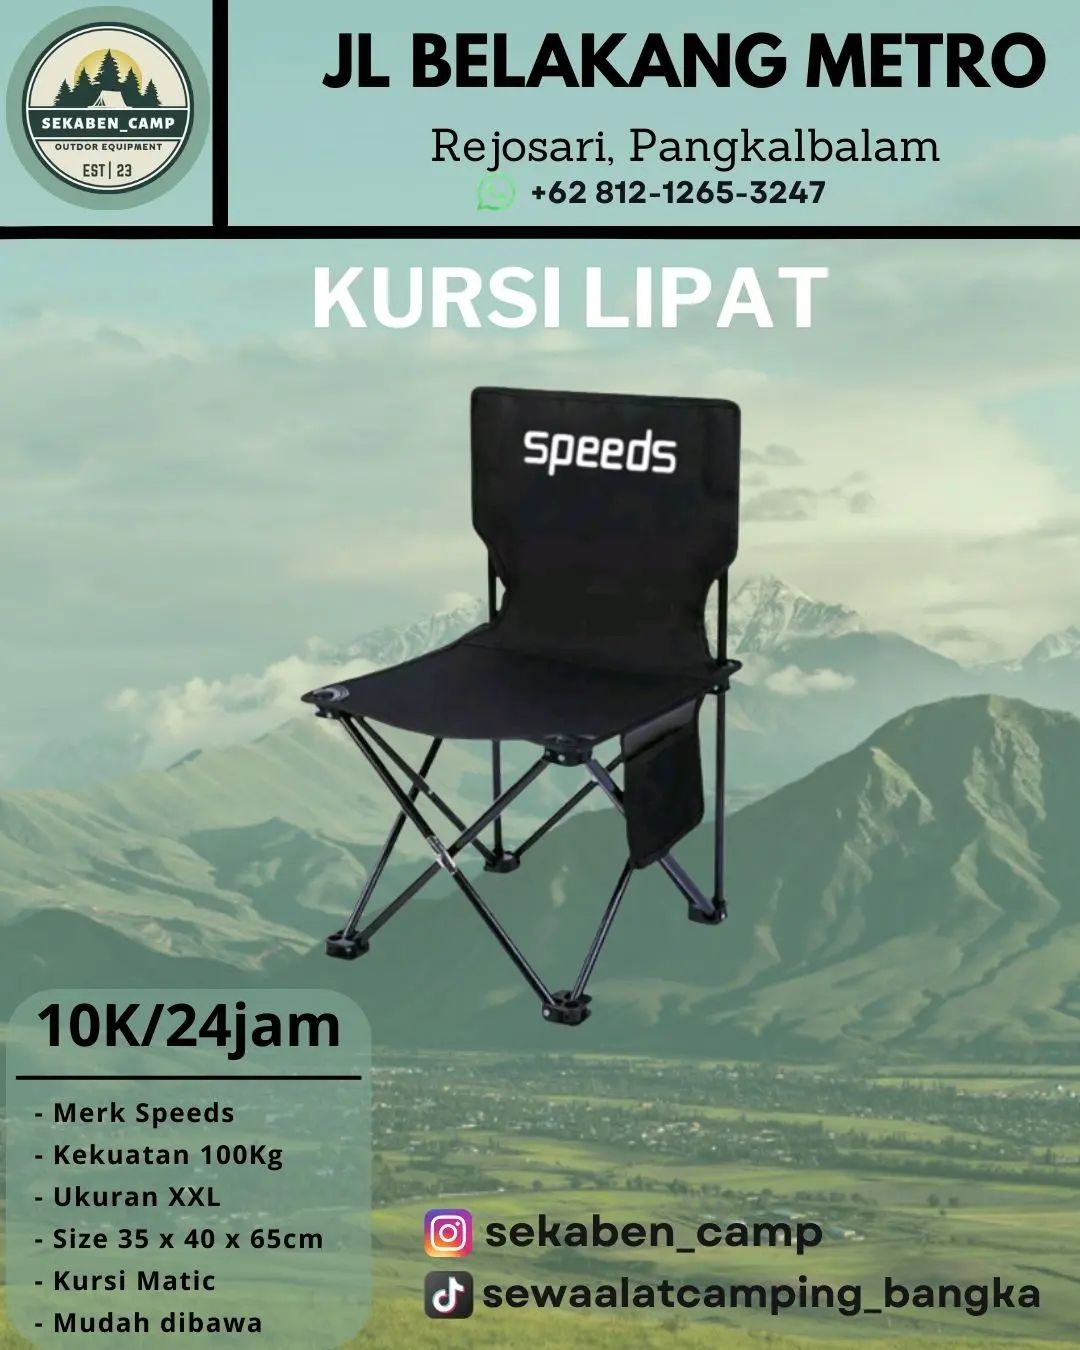 SEKABEN_CAMP
OUTDOR EQUIPMENT
EST| 23
JL BELAKANG METRO
Rejosari, Pangkalbalam
+62 812-1265-3247
KURSI LIPAT
speeds
10K/24jam
- Merk Speeds
- Kekuatan 100Kg
- Ukuran XXL
- Size 35 x 40 x 65cm
- Kursi Matic
- Mudah dibawa
sekaben_camp
sewaalatcamping_bangka